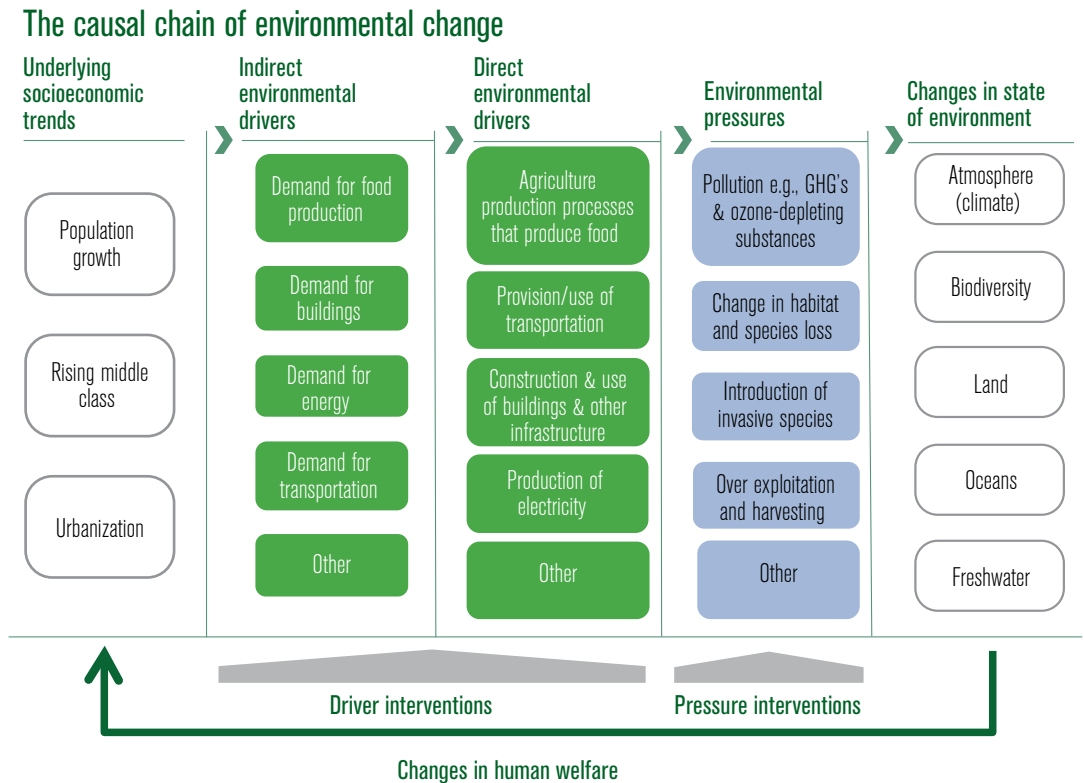 The causal chain of environmental change
Underlying
socioeconomic
trends
Indirect
environmental
drivers
Direct
environmental
drivers
Environmental
pressures
Changes in state
of environment
Population
growth
Rising middle
class
Urbanization
Demand for food
production
Demand for
buildings
Demand for
energy
Demand for
transportation
Other
Agriculture
production processes
that produce food
Provision/use of
transportation
Construction & use
of buildings & other
infrastructure
Production of
electricity
Other
Pollution e.g., GHG's
& ozone-depleting
substances
Change in habitat
and species loss
Introduction of
invasive species
Over exploitation
and harvesting
Other
Atmosphere
(climate)
Biodiversity
Land
Oceans
Freshwater
Driver interventions
Pressure interventions
Changes in human welfare